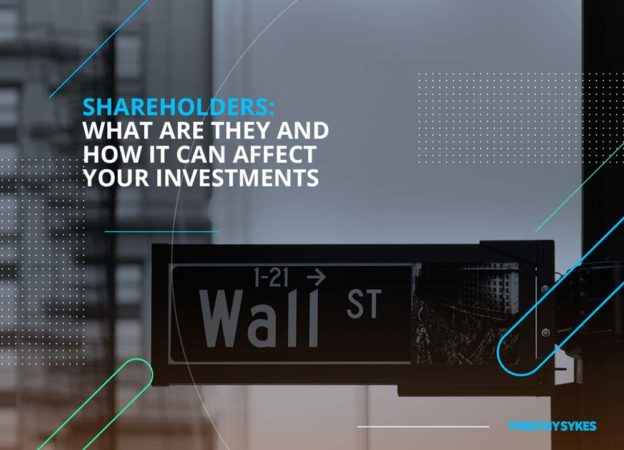 SHAREHOLDERS:
WHAT ARE THEY AND
HOW IT CAN AFFECT
YOUR INVESTMENTS
1-21 →
Wall ST
TIMOTHYSYKES